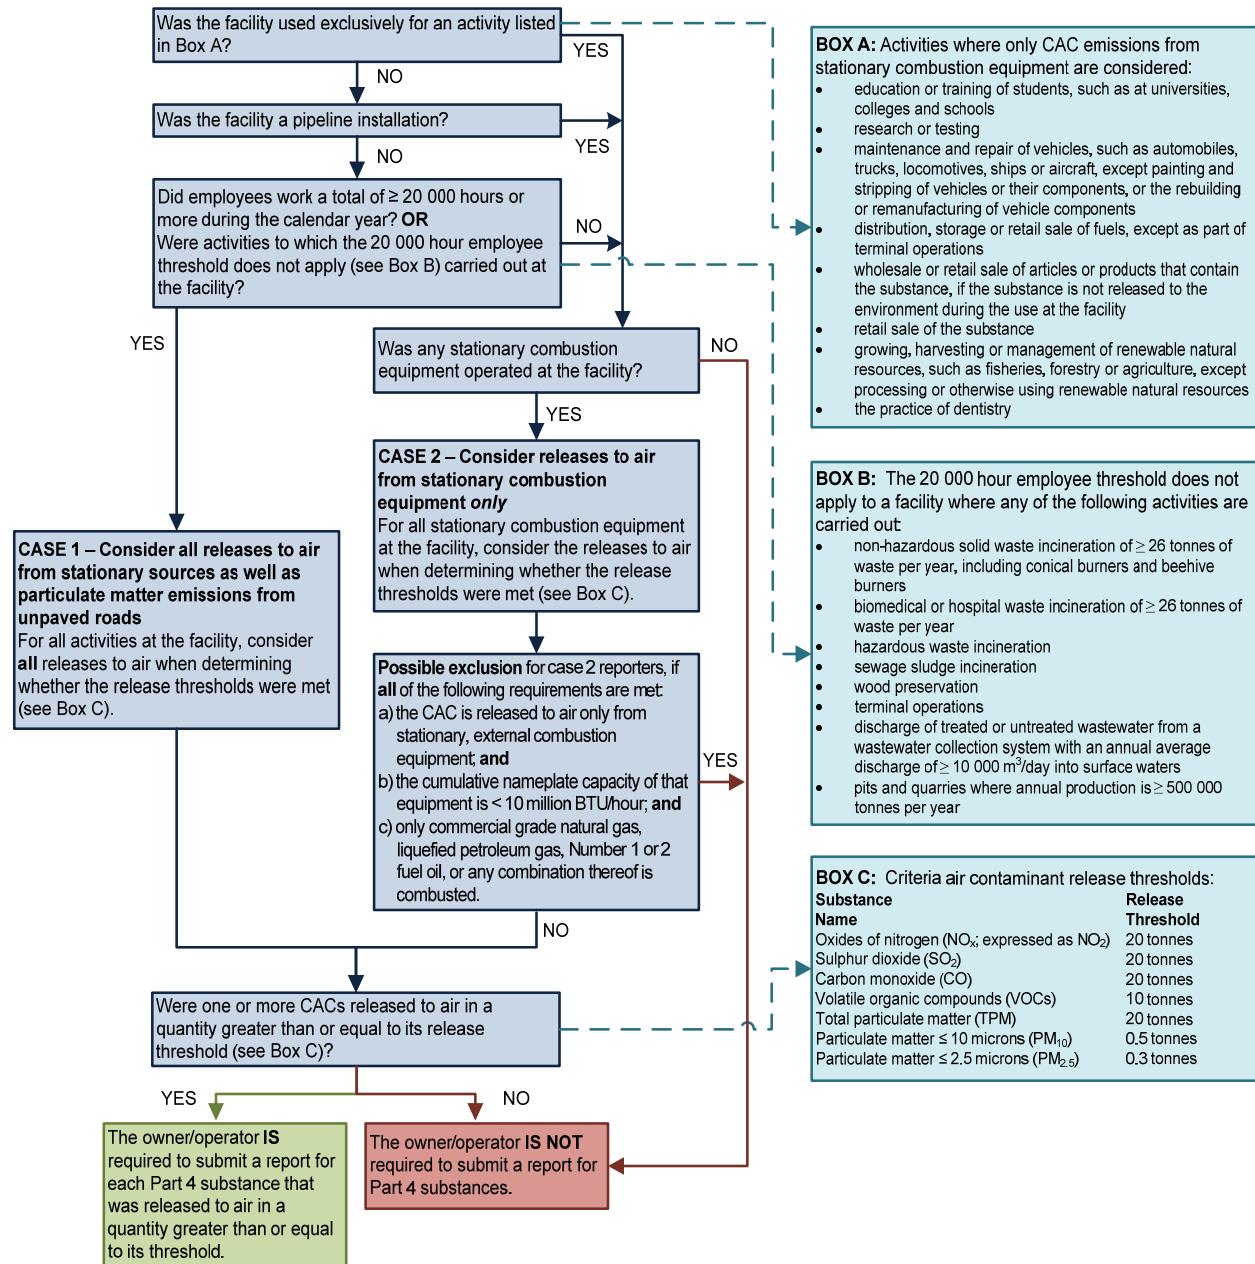 Was the facility used exclusively for an activity listed
in Box A?
YES
NO
Was the facility a pipeline installation?
YES
NO
Did employees work a total of ≥ 20 000 hours or
more during the calendar year? OR
Were activities to which the 20 000 hour employee
threshold does not apply (see Box B) carried out at
the facility?
NO
YES
Was any stationary combustion
equipment operated at the facility?
NO
YES
CASE 2 – Consider releases to air
from stationary combustion
equipment only
For all stationary combustion equipment
at the facility, consider the releases to air
when determining whether the release
thresholds were met (see Box C).
CASE 1 – Consider all releases to air
from stationary sources as well as
particulate matter emissions from
unpaved roads
For all activities at the facility, consider
all releases to air when determining
whether the release thresholds were met
(see Box C).
Possible exclusion for case 2 reporters, if
all of the following requirements are met:
a) the CAC is released to air only from
stationary, external combustion
equipment; and
b) the cumulative nameplate capacity of that
equipment is < 10 million BTU/hour; and
c) only commercial grade natural gas,
liquefied petroleum gas, Number 1 or 2
fuel oil, or any combination thereof is
combusted.
YES
NO
Were one or more CACs released to air in a
quantity greater than or equal to its release
threshold (see Box C)?
YES
NO
The owner/operator IS
required to submit a report for
each Part 4 substance that
was released to air in a
quantity greater than or equal
to its threshold.
The owner/operator IS NOT
required to submit a report for
Part 4 substances.
BOX A: Activities where only CAC emissions from
stationary combustion equipment are considered:
• education or training of students, such as at universities,
colleges and schools
• research or testing
• maintenance and repair of vehicles, such as automobiles,
trucks, locomotives, ships or aircraft, except painting and
stripping of vehicles or their components, or the rebuilding
or remanufacturing of vehicle components
• distribution, storage or retail sale of fuels, except as part of
terminal operations
• wholesale or retail sale of articles or products that contain
the substance, if the substance is not released to the
environment during the use at the facility
• retail sale of the substance
• growing, harvesting or management of renewable natural
resources, such as fisheries, forestry or agriculture, except
processing or otherwise using renewable natural resources
• the practice of dentistry
BOX B: The 20 000 hour employee threshold does not
apply to a facility where any of the following activities are
carried out:
• non-hazardous solid waste incineration of ≥ 26 tonnes of
waste per year, including conical burners and beehive
burners
• biomedical or hospital waste incineration of ≥ 26 tonnes of
waste per year
• hazardous waste incineration
• sewage sludge incineration
• wood preservation
• terminal operations
• discharge of treated or untreated wastewater from a
wastewater collection system with an annual average
discharge of ≥ 10 000 m³/day into surface waters
• pits and quarries where annual production is ≥ 500 000
tonnes per year
BOX C: Criteria air contaminant release thresholds:
Substance Release
Name Threshold
Oxides of nitrogen (NOₓ; expressed as NO₂) 20 tonnes
Sulphur dioxide (SO₂) 20 tonnes
Carbon monoxide (CO) 20 tonnes
Volatile organic compounds (VOCs) 10 tonnes
Total particulate matter (TPM) 20 tonnes
Particulate matter ≤ 10 microns (PM₁₀) 0.5 tonnes
Particulate matter ≤ 2.5 microns (PM₂.₅) 0.3 tonnes